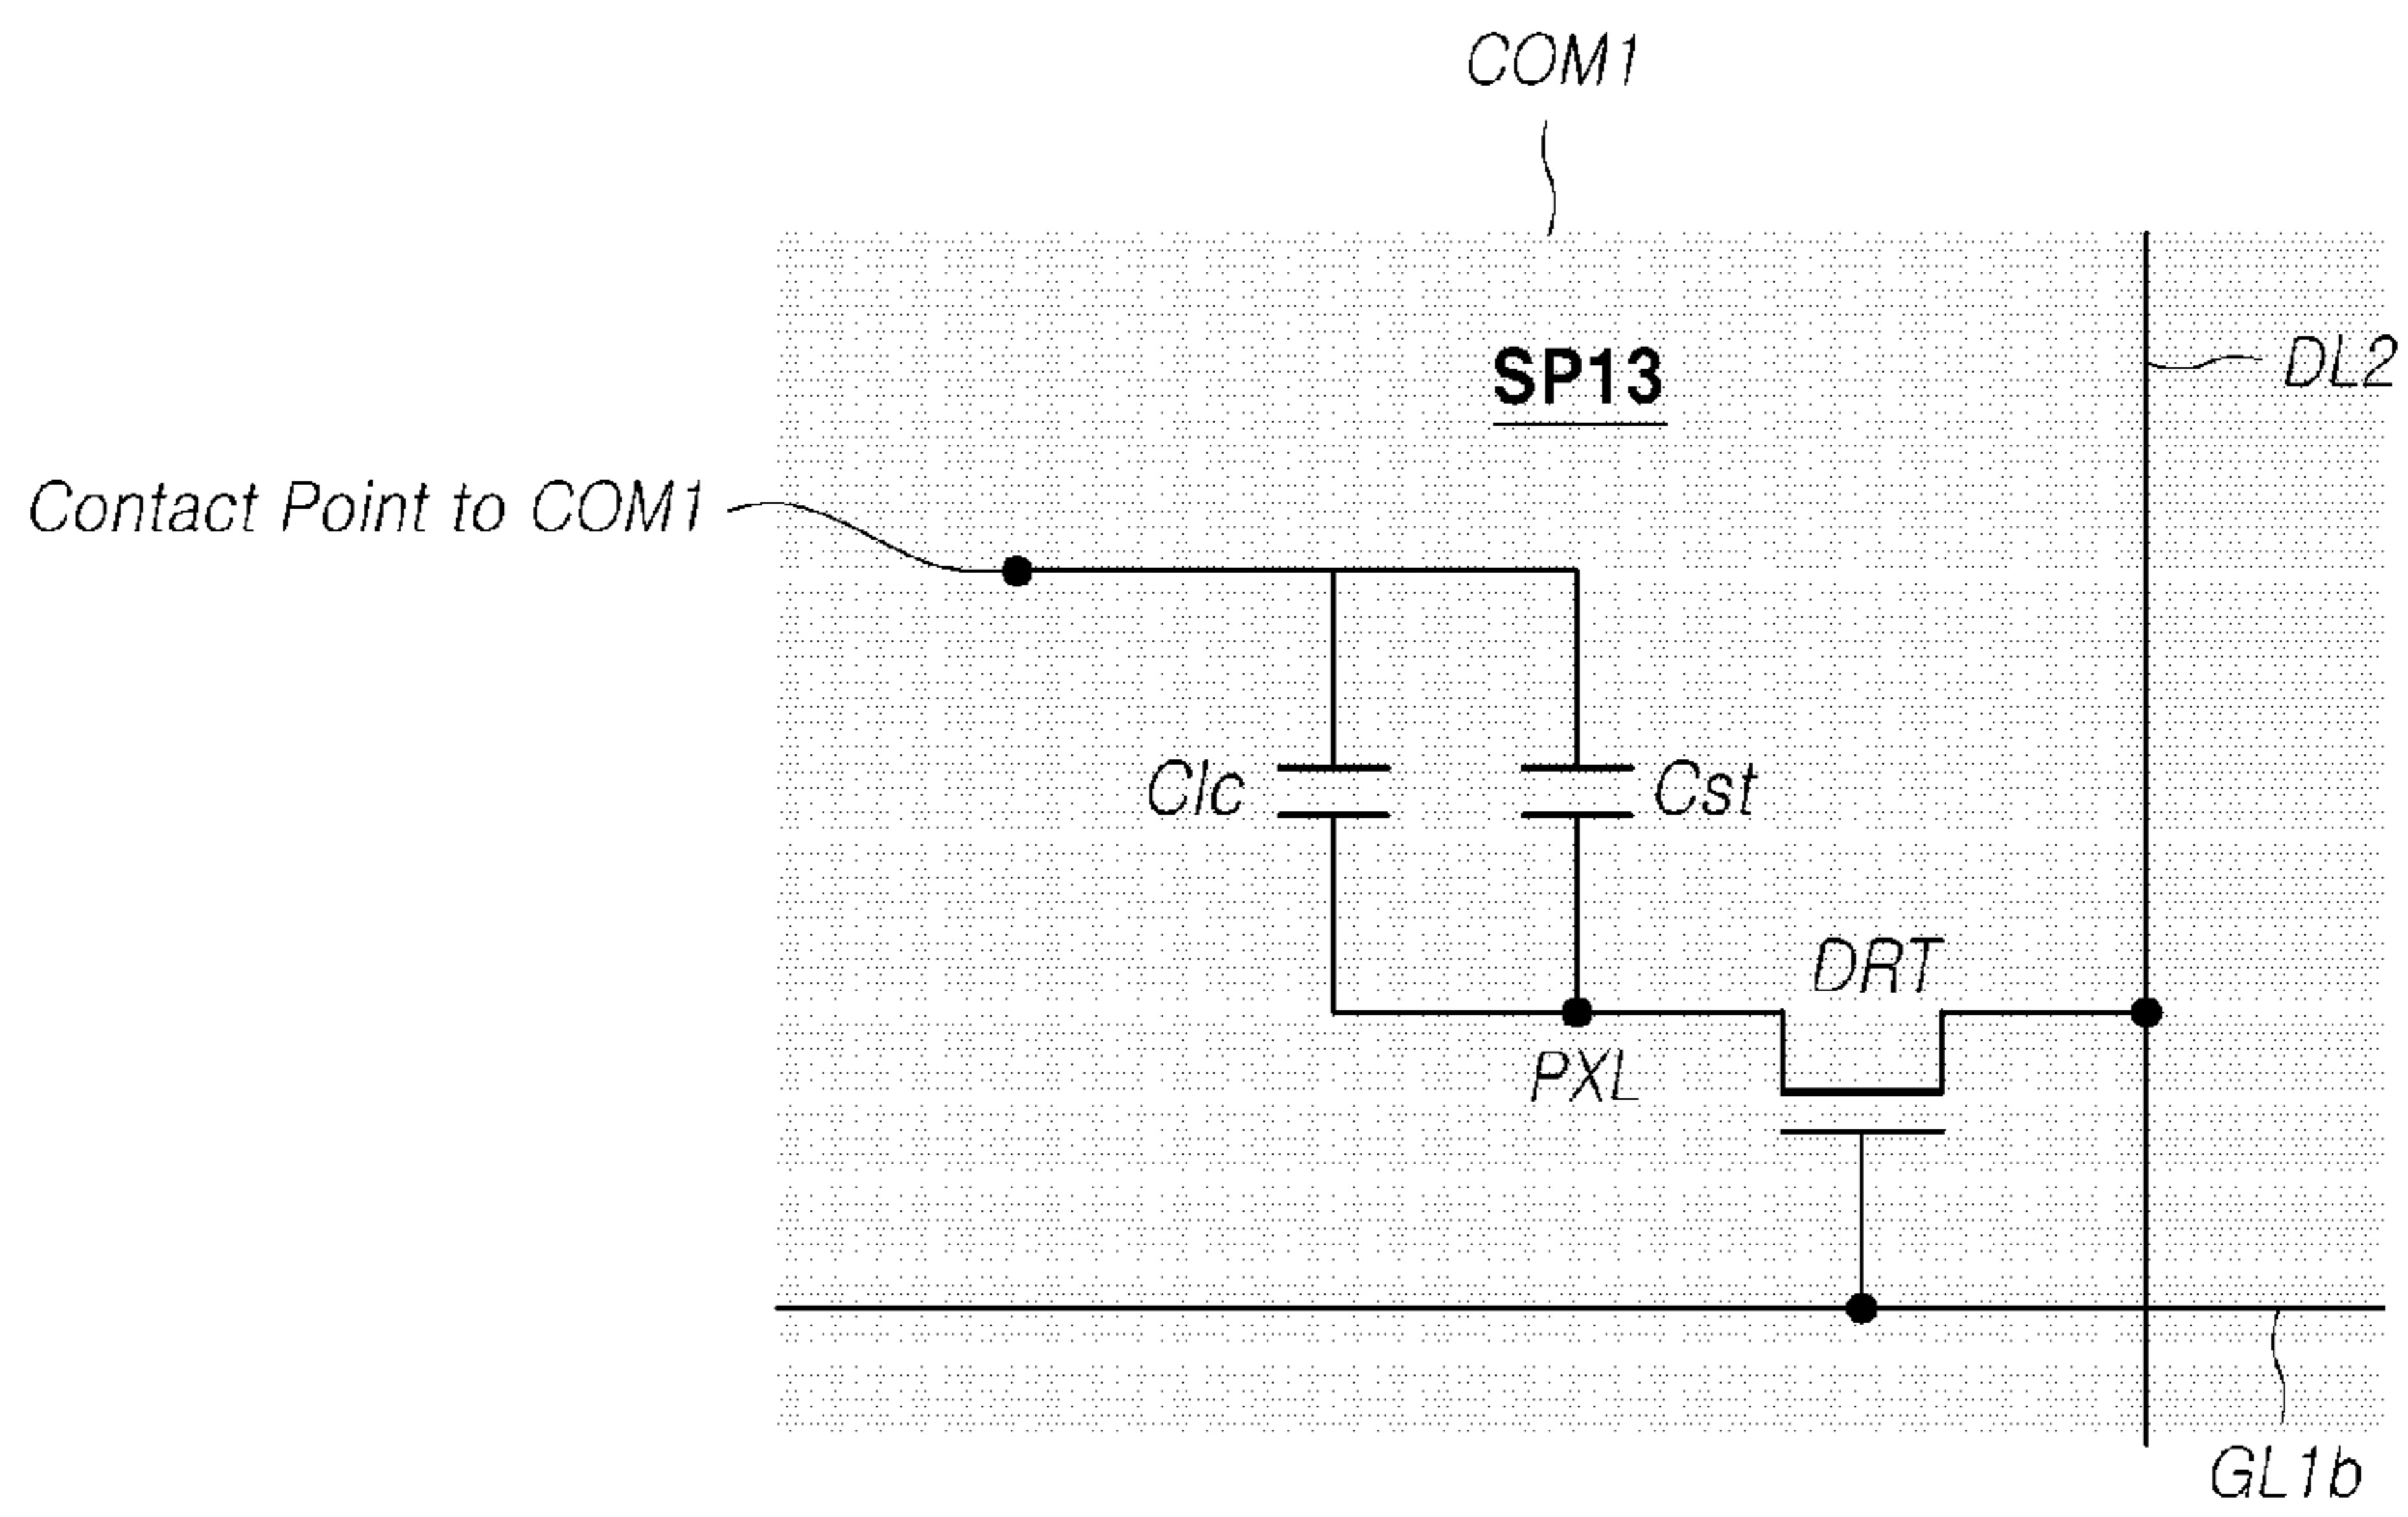 COM1
SP13
DL2
Contact Point to COM1
Clc
Cst
DRT
PXL
GL1b